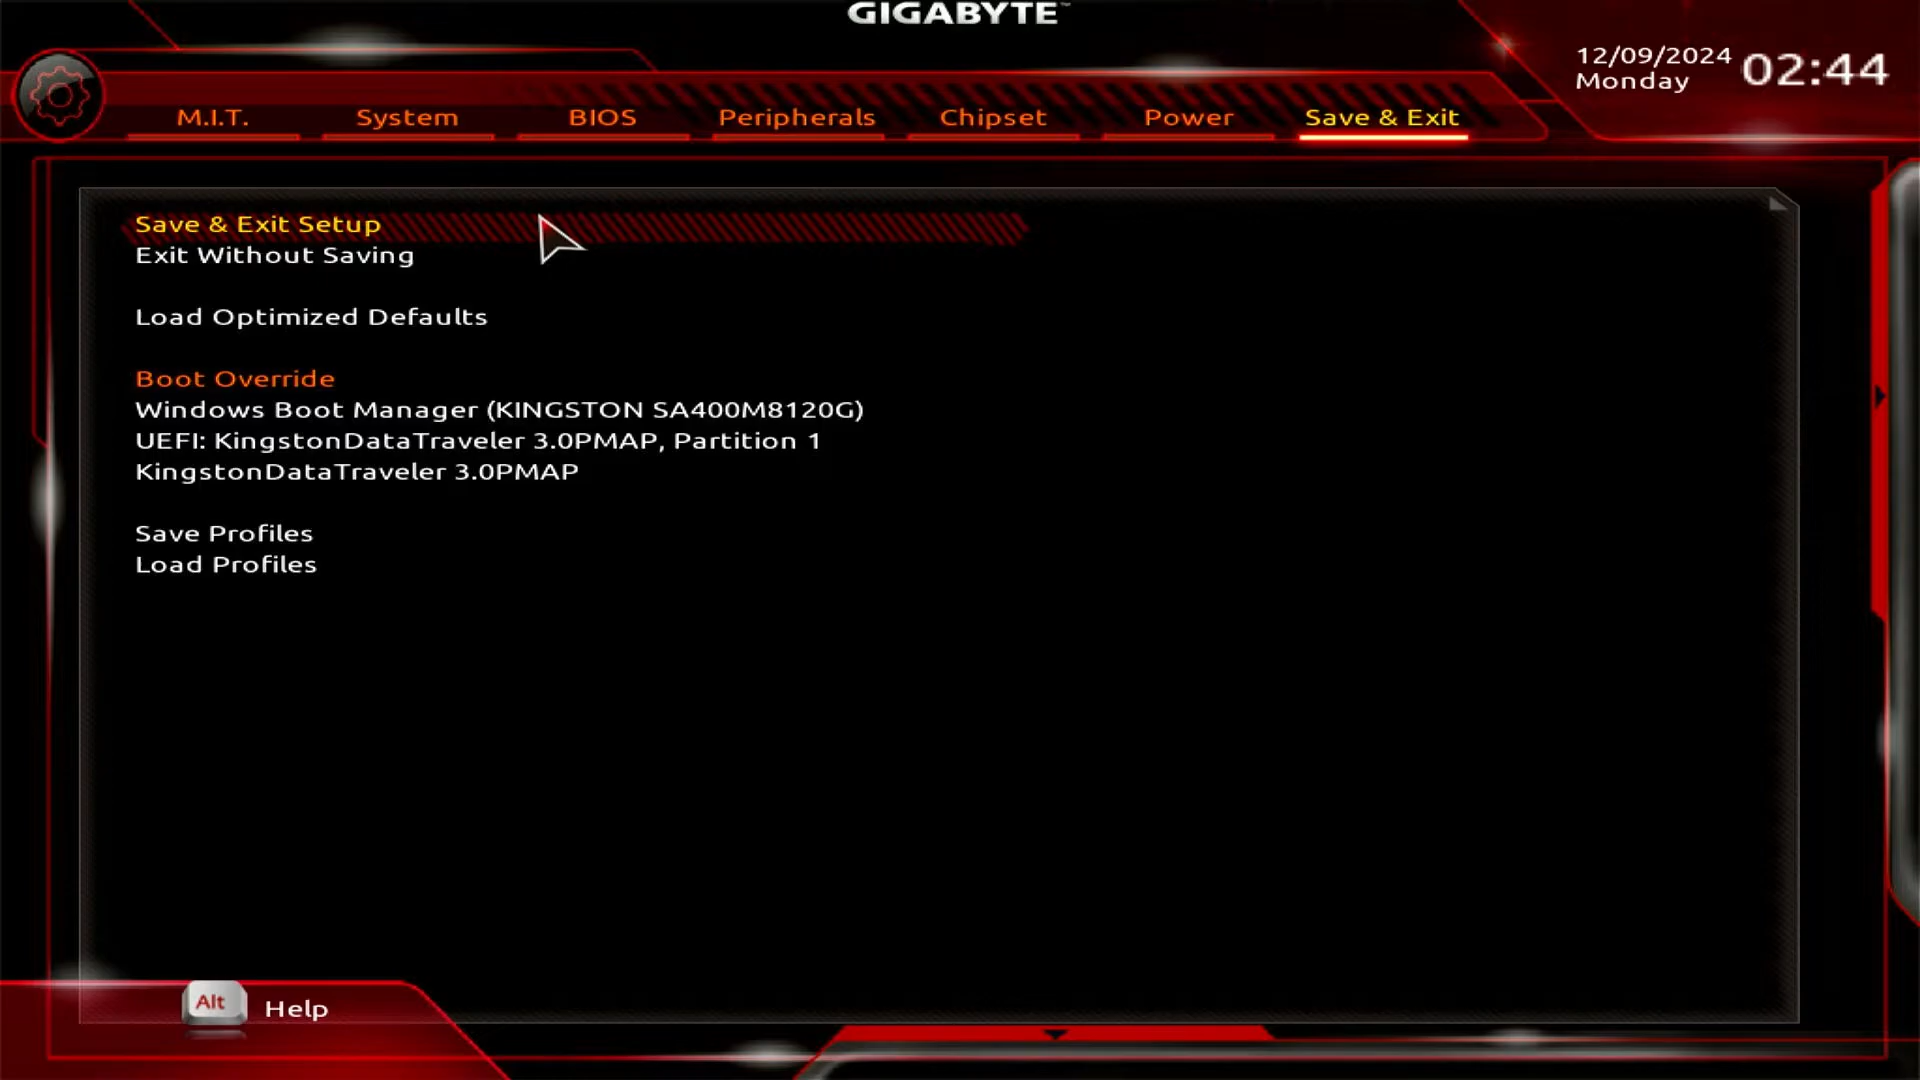 GIGABYTE™
12/09/2024
Monday
02:44
M.I.T.
System
BIOS
Peripherals
Chipset
Power
Save & Exit
Save & Exit Setup
Exit Without Saving
Load Optimized Defaults
Boot Override
Windows Boot Manager (KINGSTON SA400M8120G)
UEFI: KingstonDataTraveler 3.0PMAP, Partition 1
KingstonDataTraveler 3.0PMAP
Save Profiles
Load Profiles
Alt
Help